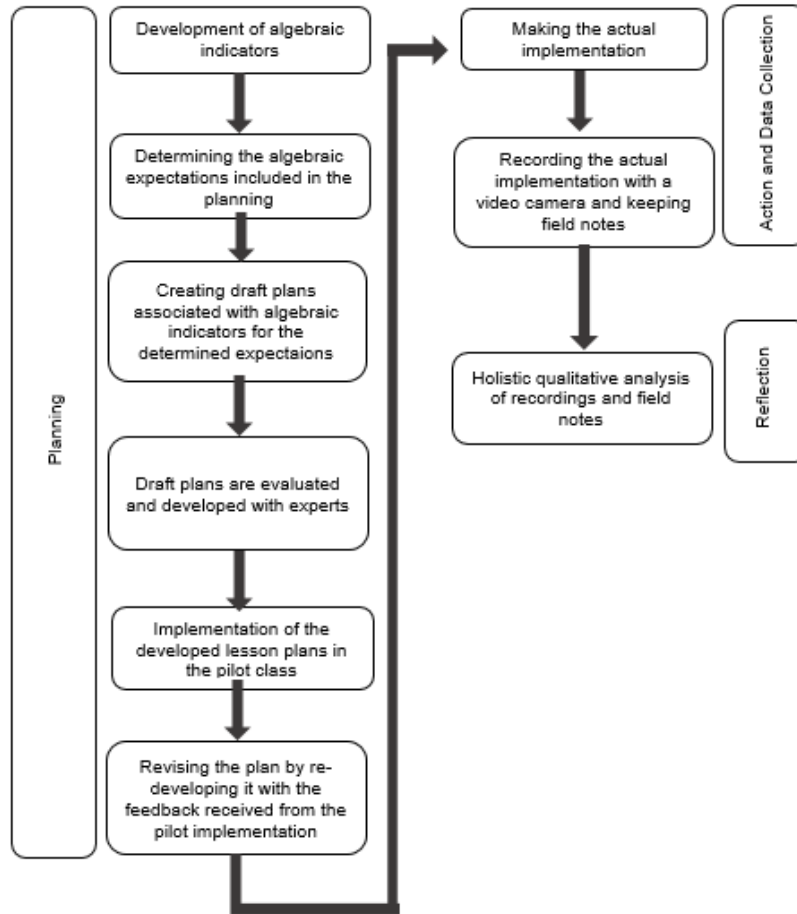 Planning
Development of algebraic
indicators
Determining the algebraic
expectations included in the
planning
Creating draft plans
associated with algebraic
indicators for the
determined expectaions
Draft plans are evaluated
and developed with experts
Implementation of the
developed lesson plans in
the pilot class
Revising the plan by re-
developing it with the
feedback received from the
pilot implementation
Making the actual
implementation
Recording the actual
implementation with a
video camera and keeping
field notes
Action and Data Collection
Holistic qualitative analysis
of recordings and field
notes
Reflection